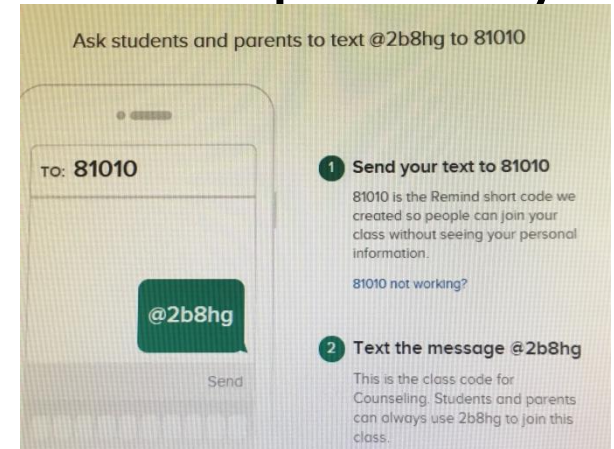 Ask students and parents to text @2b8hg to 81010
TO: 81010
@2b8hg
Send
1 Send your text to 81010
81010 is the Remind short code we
created so people can join your
class without seeing your personal
information.
81010 not working?
2 Text the message @2b8hg
This is the class code for
Counseling. Students and parents
can always use 2b8hg to join this
class.